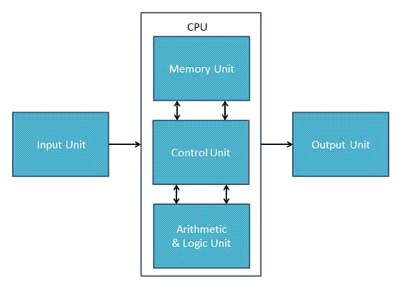 CPU
Memory Unit
Input Unit
Control Unit
Output Unit
Arithmetic
& Logic Unit